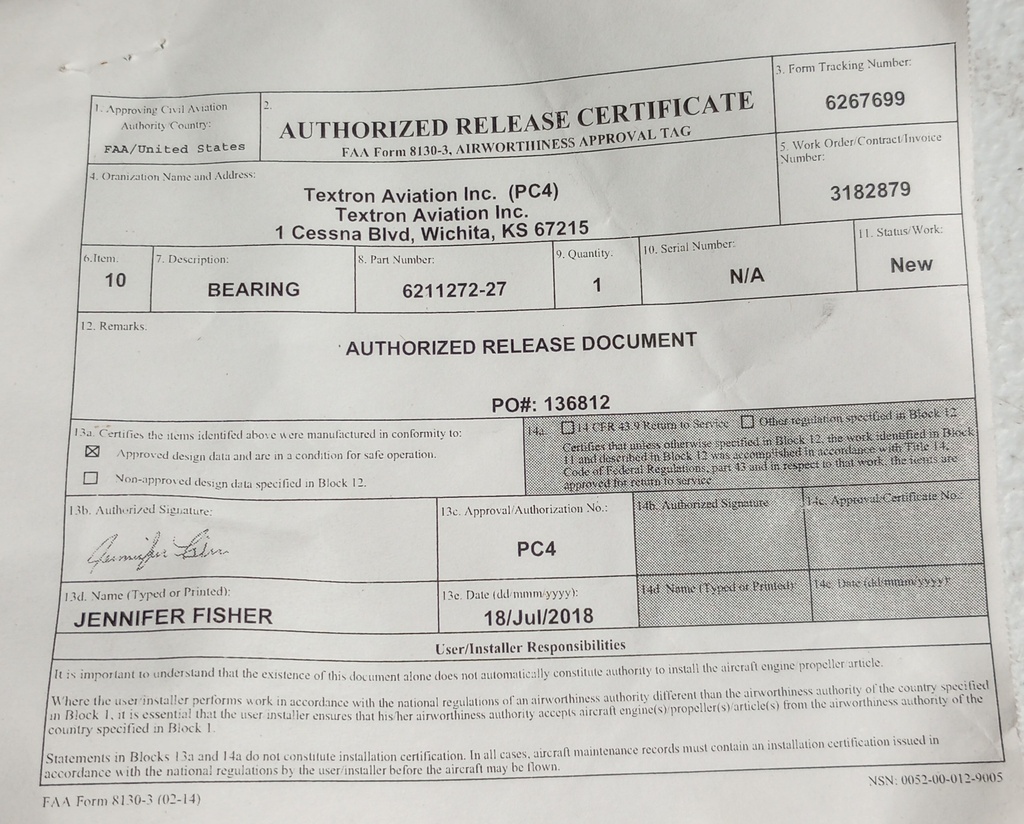 1. Approving Civil Aviation
Authority/Country:
FAA/United States
2.
AUTHORIZED RELEASE CERTIFICATE
FAA Form 8130-3, AIRWORTHINESS APPROVAL TAG
3. Form Tracking Number:
6267699
4. Oranization Name and Address:
Textron Aviation Inc. (PC4)
Textron Aviation Inc.
1 Cessna Blvd, Wichita, KS 67215
5. Work Order/Contract/Invoice
Number:
3182879
6.Item:
10
7. Description:
BEARING
8. Part Number:
6211272-27
9. Quantity:
1
10. Serial Number:
N/A
11. Status/Work:
New
12. Remarks.
AUTHORIZED RELEASE DOCUMENT
PO#: 136812
13a. Certifies the items identifed above were manufactured in conformity to:
Approved design data and are in a condition for safe operation.
Non-approved design data specified in Block 12.
14a. 14 CFR 43.9 Return to Service Other regulation specified in Block 12
Certifies that unless otherwise specified in Block 12, the work identified in Block
11 and described in Block 12 was accomplished in accordance with Title 14,
Code of Federal Regulations, part 43 and in respect to that work, the items are
approved for return to service
13b. Authorized Signature:
Jennifer Fisher
13c. Approval/Authorization No.:
PC4
14b. Authorized Signature
14c. Approval/Certificate No.:
13d. Name (Typed or Printed):
JENNIFER FISHER
13e. Date (dd/mmm/yyyy):
18/Jul/2018
14d Name (Typed or Printed):
14e. Date (dd/mmm/yyyy):
User/Installer Responsibilities
It is important to understand that the existence of this document alone does not automatically constitute authority to install the aircraft engine propeller article.
Where the user/installer performs work in accordance with the national regulations of an airworthiness authority different than the airworthiness authority of the country specified
in Block 1, it is essential that the user installer ensures that his/her airworthiness authority accepts aircraft engine(s)/propeller(s)/article(s) from the airworthiness authority of the
country specified in Block 1.
Statements in Blocks 13a and 14a do not constitute installation certification. In all cases, aircraft maintenance records must contain an installation certification issued in
accordance with the national regulations by the user/installer before the aircraft may be flown.
FAA Form 8130-3 (02-14)
NSN: 0052-00-012-9005